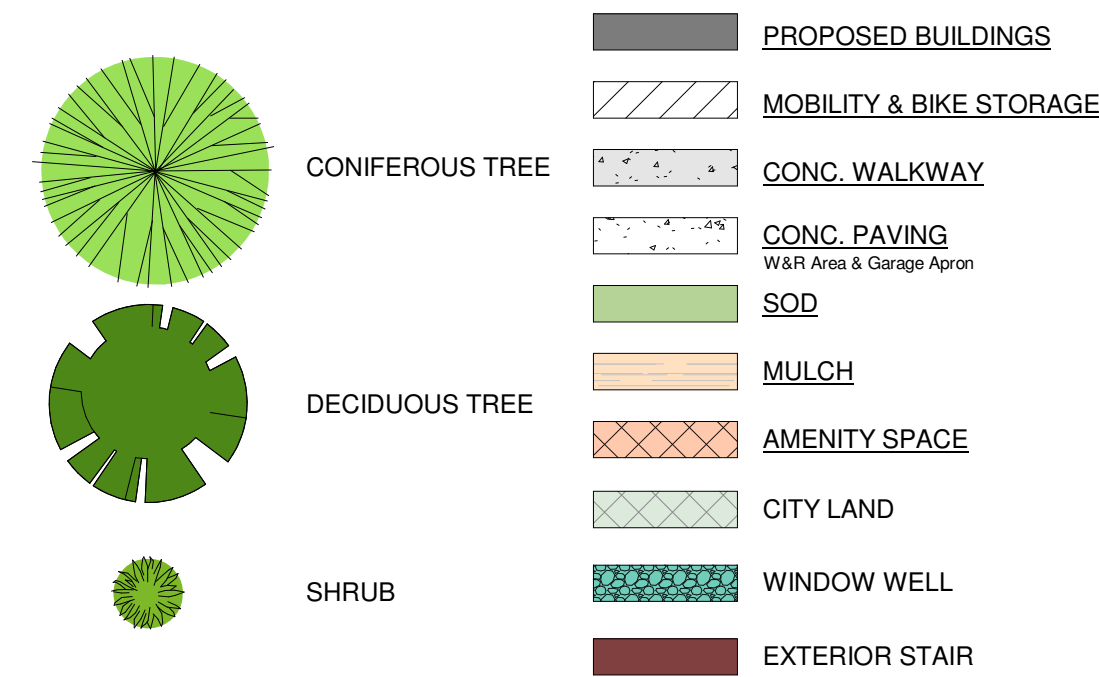 CONIFEROUS TREE
DECIDUOUS TREE
SHRUB
PROPOSED BUILDINGS
MOBILITY & BIKE STORAGE
CONC. WALKWAY
CONC. PAVING
W&R Area & Garage Apron
SOD
MULCH
AMENITY SPACE
CITY LAND
WINDOW WELL
EXTERIOR STAIR